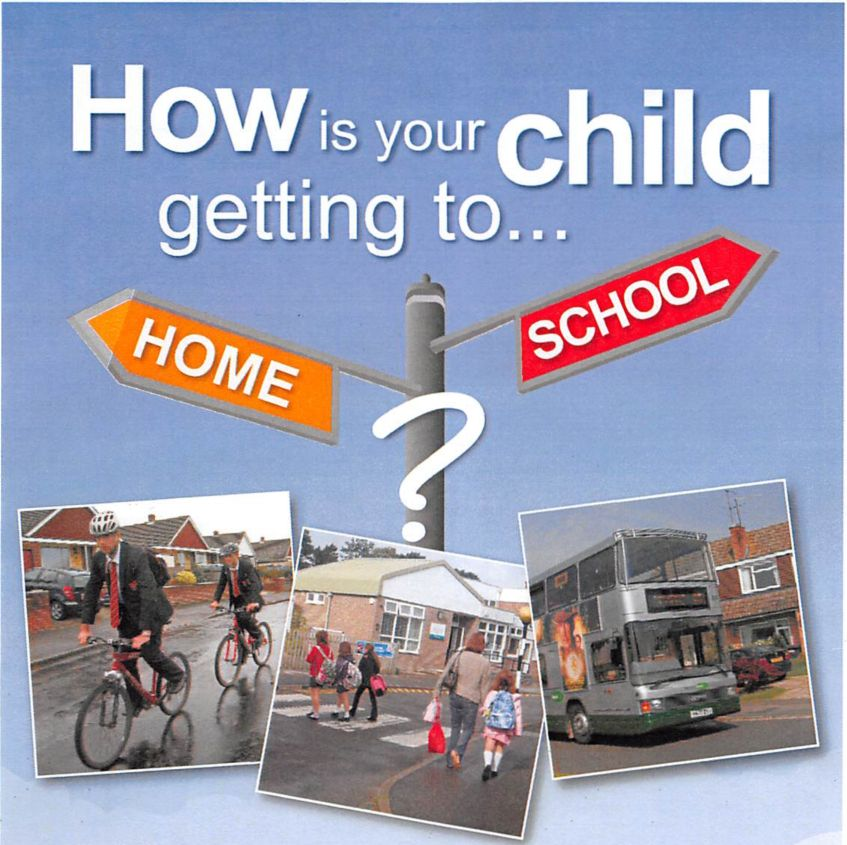 How is your child
getting to...
HOME
SCHOOL
?